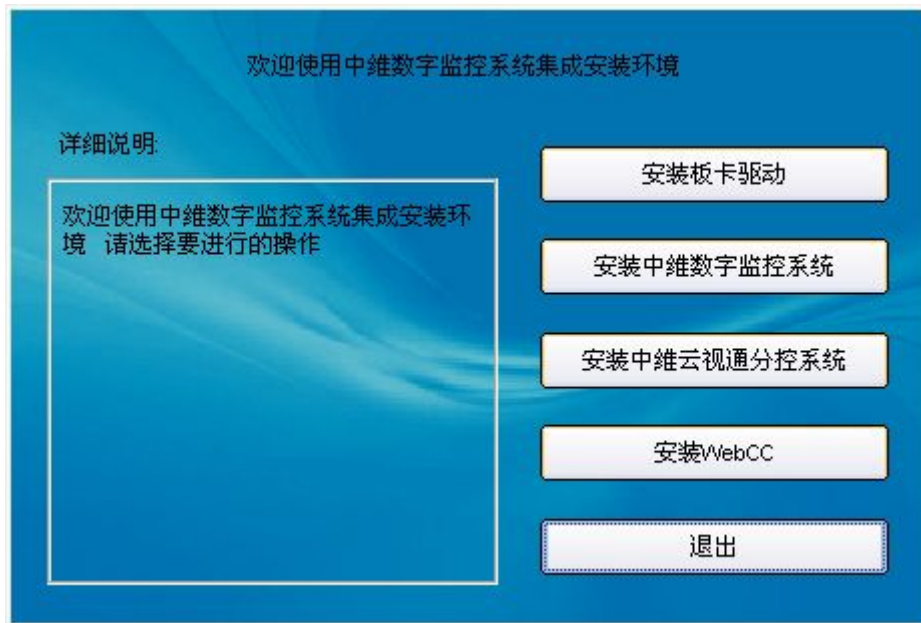 欢迎使用中维数字监控系统集成安装环境
详细说明:
欢迎使用中维数字监控系统集成安装环
境 请选择要进行的操作
安装板卡驱动
安装中维数字监控系统
安装中维云视通分控系统
安装WebCC
退出